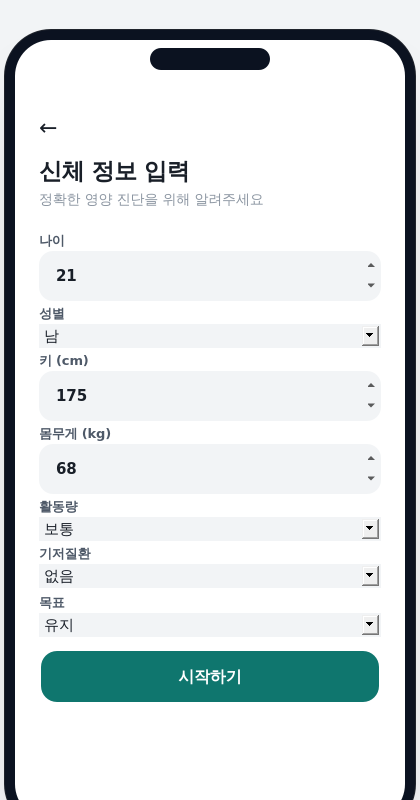 ←
신체 정보 입력
정확한 영양 진단을 위해 알려주세요
나이
21
성별
남
키 (cm)
175
몸무게 (kg)
68
활동량
보통
기저질환
없음
목표
유지
시작하기